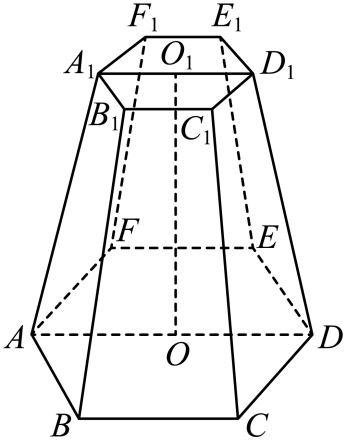 F₁ E₁
A₁ O₁ D₁
B₁ C₁
F E
A O D
B C